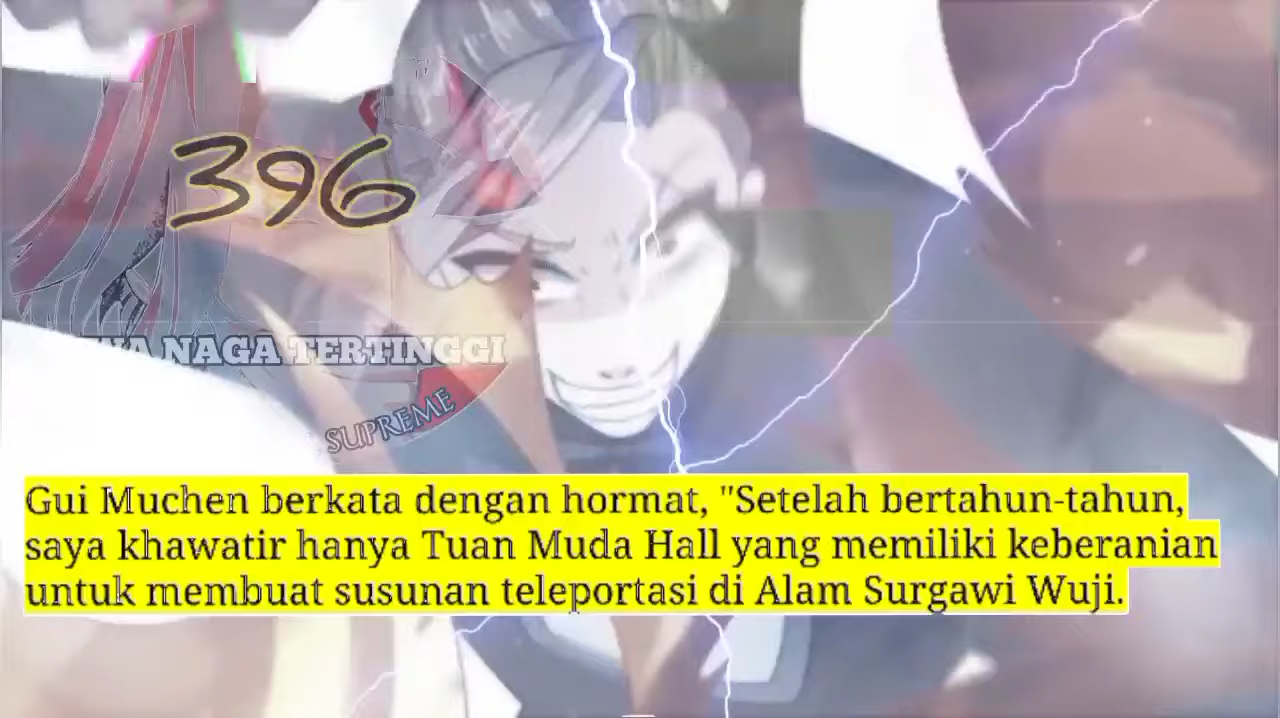 396
NAGA TERTINGGI
SUPREME
Gui Muchen berkata dengan hormat, "Setelah bertahun-tahun,
saya khawatir hanya Tuan Muda Hall yang memiliki keberanian
untuk membuat susunan teleportasi di Alam Surgawi Wuji.